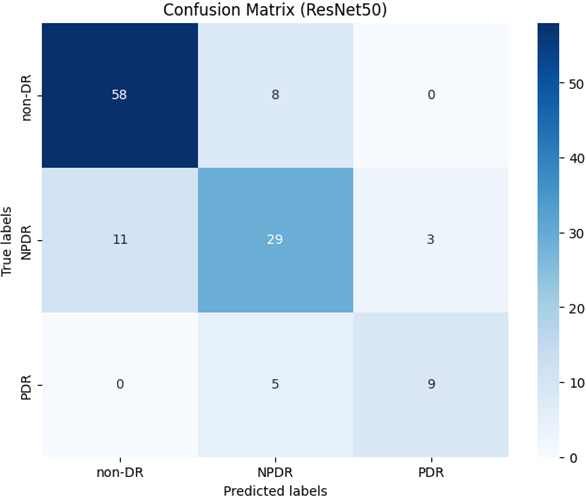 Confusion Matrix (ResNet50)
True labels
non-DR
58
8
0
NPDR
11
29
3
PDR
0
5
9
non-DR
NPDR
PDR
Predicted labels
50
40
30
20
10
0